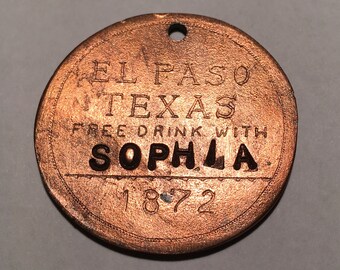 EL PASO
TEXAS
FREE DRINK WITH
SOPHIA
1872